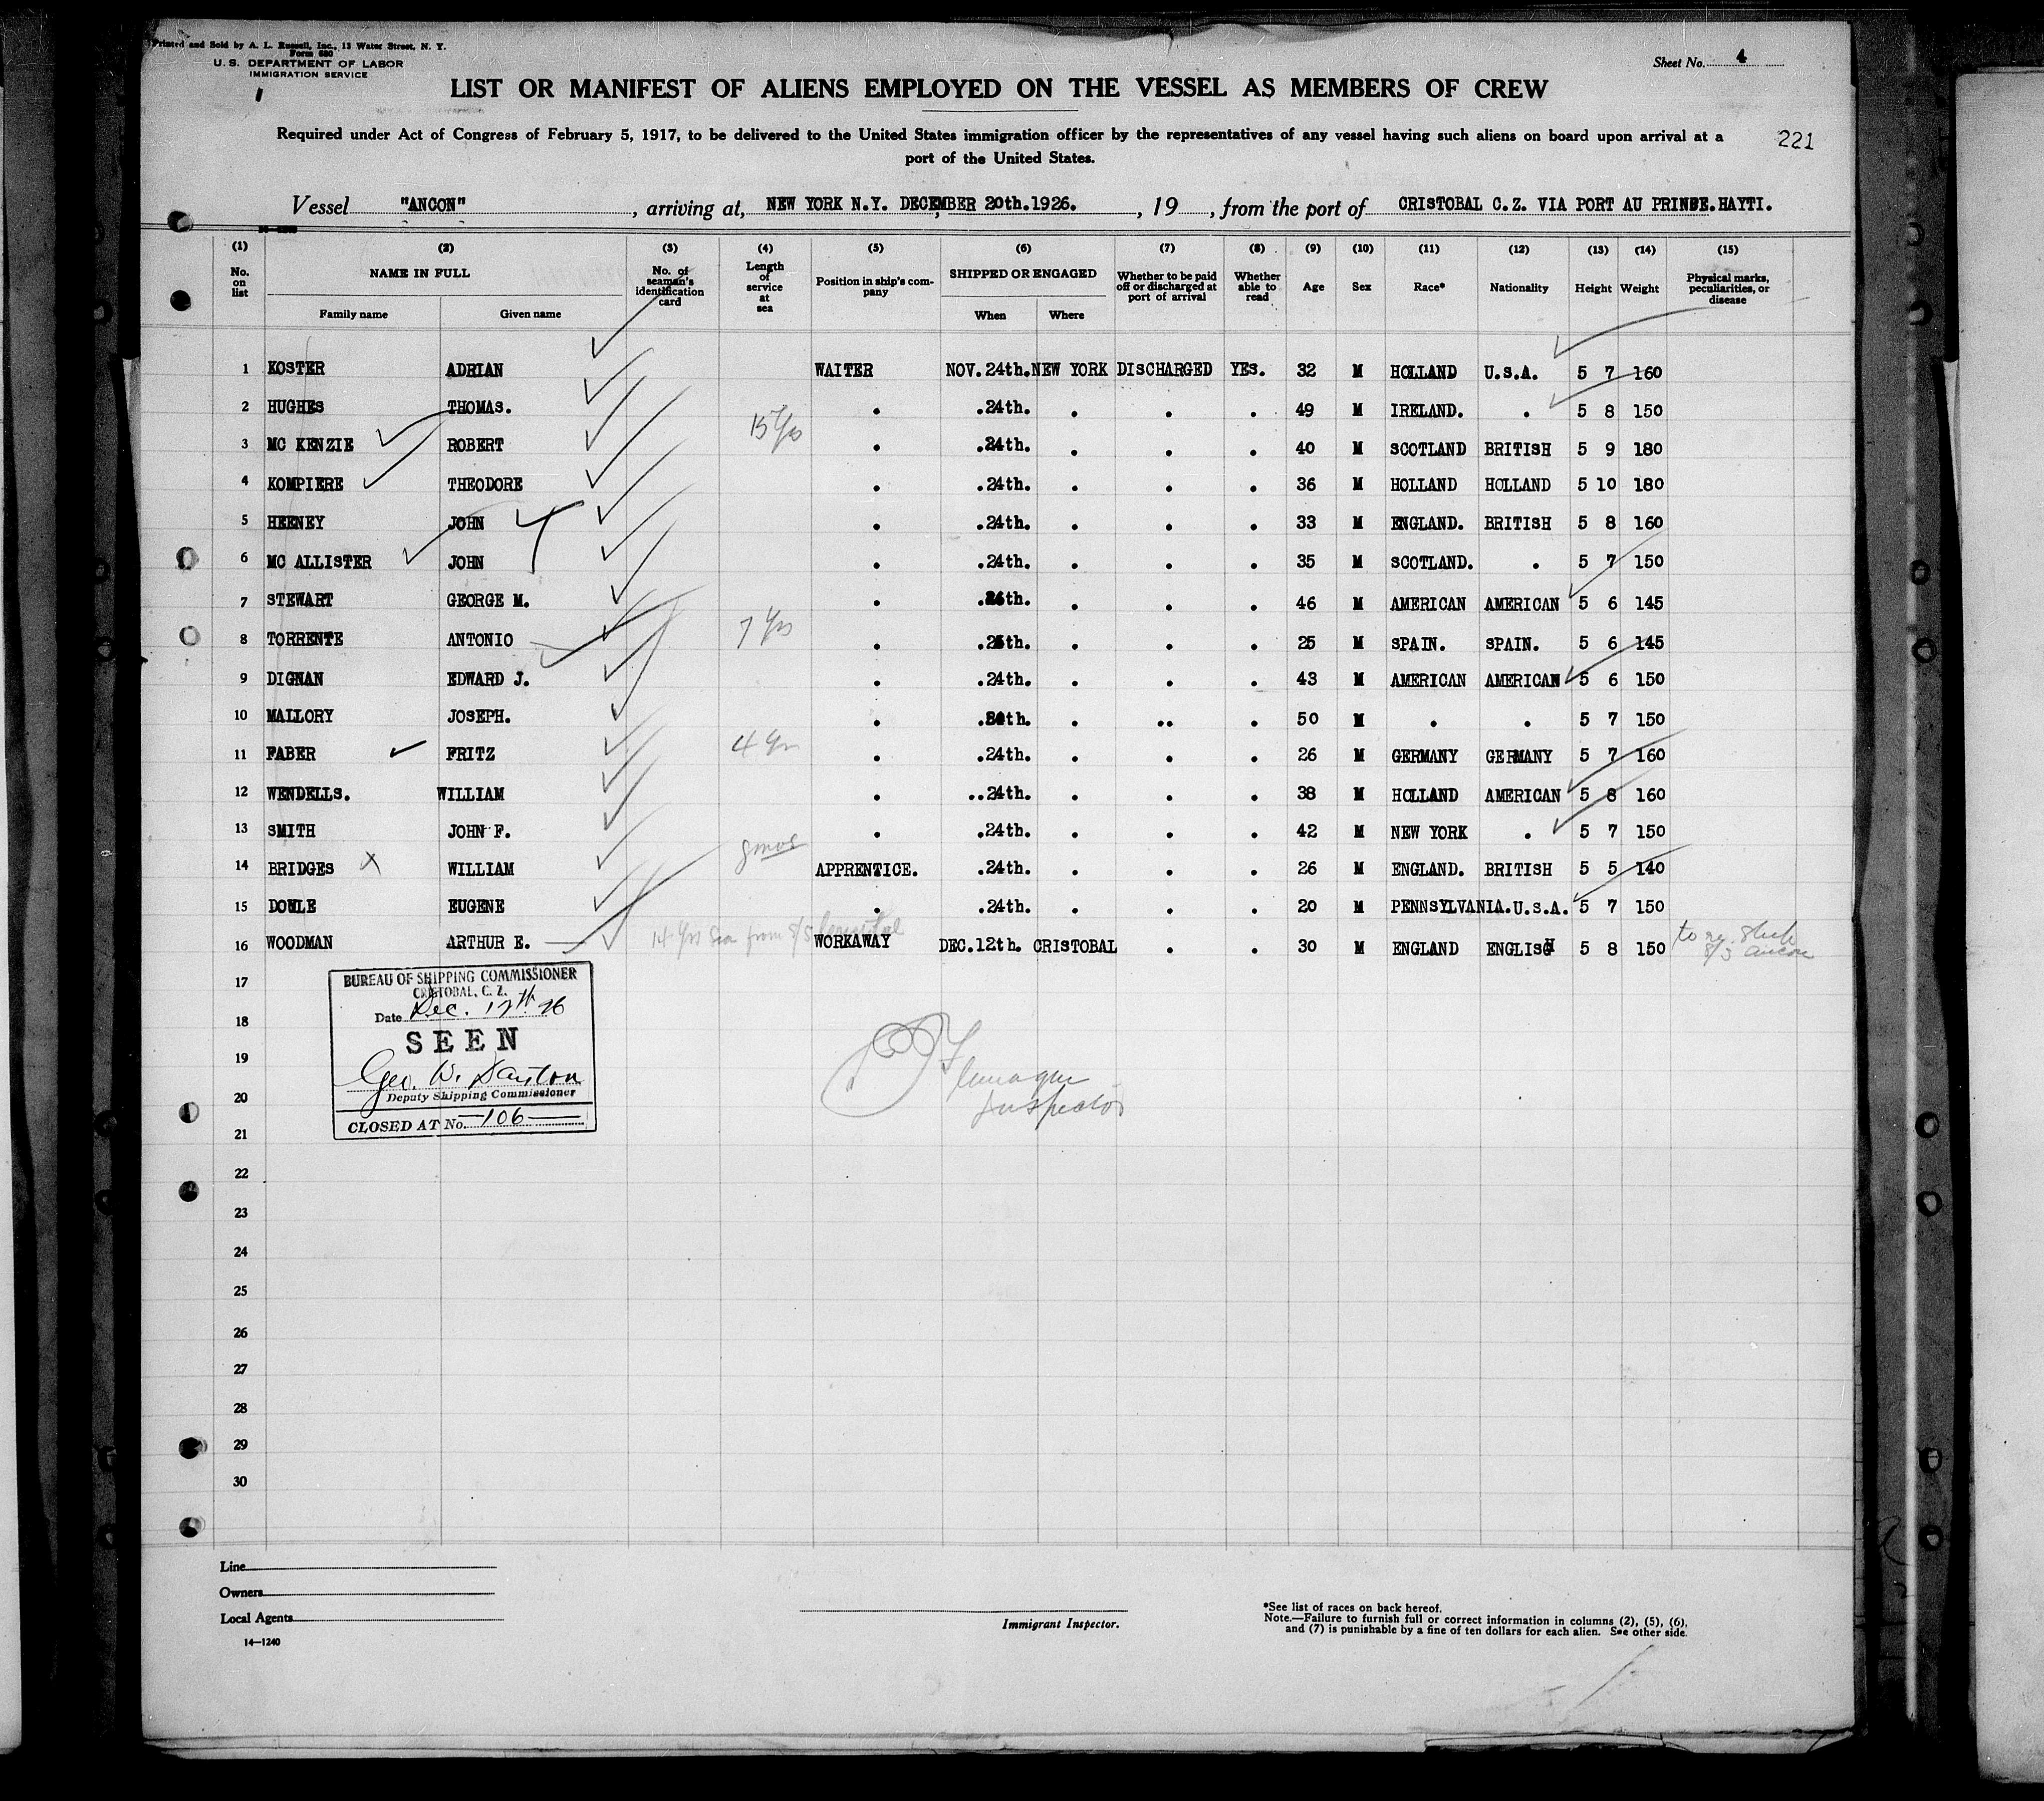 Printed and Sold by A. L. Russell, Inc., 13 Water Street, N. Y.
Form 680
U. S. DEPARTMENT OF LABOR
IMMIGRATION SERVICE
Sheet No. 4
LIST OR MANIFEST OF ALIENS EMPLOYED ON THE VESSEL AS MEMBERS OF CREW
Required under Act of Congress of February 5, 1917, to be delivered to the United States immigration officer by the representatives of any vessel having such aliens on board upon arrival at a
port of the United States.
221
Vessel "ANCON", arriving at, NEW YORK N.Y. DECEMBER 20th.1926., 19 , from the port of CRISTOBAL C.Z. VIA PORT AU PRINSE.HAYTI.
(1) (2) (3) (4) (5) (6) (7) (8) (9) (10) (11) (12) (13) (14) (15)
No. on list NAME IN FULL Family name Given name No. of seaman's identification card Length of service at sea Position in ship's company SHIPPED OR ENGAGED When Where Whether to be paid off or discharged at port of arrival Whether able to read Age Sex Race* Nationality Height Weight Physical marks, peculiarities, or disease
1 KOSTER ADRIAN WAITER NOV. 24th. NEW YORK DISCHARGED YES. 32 M HOLLAND U.S.A. 5 7 160
2 HUGHES THOMAS. . .24th. . . . 49 M IRELAND. . 5 8 150
3 MC KENZIE ROBERT 15 yrs . .24th. . . . 40 M SCOTLAND BRITISH 5 9 180
4 KOMPIERE THEODORE . .24th. . . . 36 M HOLLAND HOLLAND 5 10 180
5 HEENEY JOHN . .24th. . . . 33 M ENGLAND. BRITISH 5 8 160
6 MC ALLISTER JOHN . .24th. . . . 35 M SCOTLAND. . 5 7 150
7 STEWART GEORGE M. . . . . 46 M AMERICAN AMERICAN 5 6 145
8 TORRENTE ANTONIO 7 yrs . . . . 25 M SPAIN. SPAIN. 5 6 145
9 DIGNAN EDWARD J. . .24th. . . . 43 M AMERICAN AMERICAN 5 6 150
10 MALLORY JOSEPH. . . .. . 50 M . . 5 7 150
11 FABER FRITZ 4 yrs . .24th. . . . 26 M GERMANY GERMANY 5 7 160
12 WENDELLS. WILLIAM . ..24th. . . . 38 M HOLLAND AMERICAN 5 8 160
13 SMITH JOHN F. . .24th. . . . 42 M NEW YORK . 5 7 150
14 BRIDGES X WILLIAM mos APPRENTICE. .24th. . . . 26 M ENGLAND. BRITISH 5 5 140
15 EUGENE . .24th. . . . 20 M PENNSYLVANIA. U.S.A. 5 7 150
16 WOODMAN ARTHUR E. 14 yrs Sea from S/S WORKAWAY DEC.12th. CRISTOBAL . . 30 M ENGLAND ENGLISH 5 8 150 to S/S Ancon
17
BUREAU OF SHIPPING COMMISSIONER
CRISTOBAL, C. Z.
Date Dec. 12th 26
SEEN
Geo. W.
Deputy Shipping Commissioner
CLOSED AT No. 106
18
19
20
Inspector
21
22
23
24
25
26
27
28
29
30
Line
Owners
Local Agents
14—1240
Immigrant Inspector.
*See list of races on back hereof.
Note.—Failure to furnish full or correct information in columns (2), (5), (6),
and (7) is punishable by a fine of ten dollars for each alien. See other side.